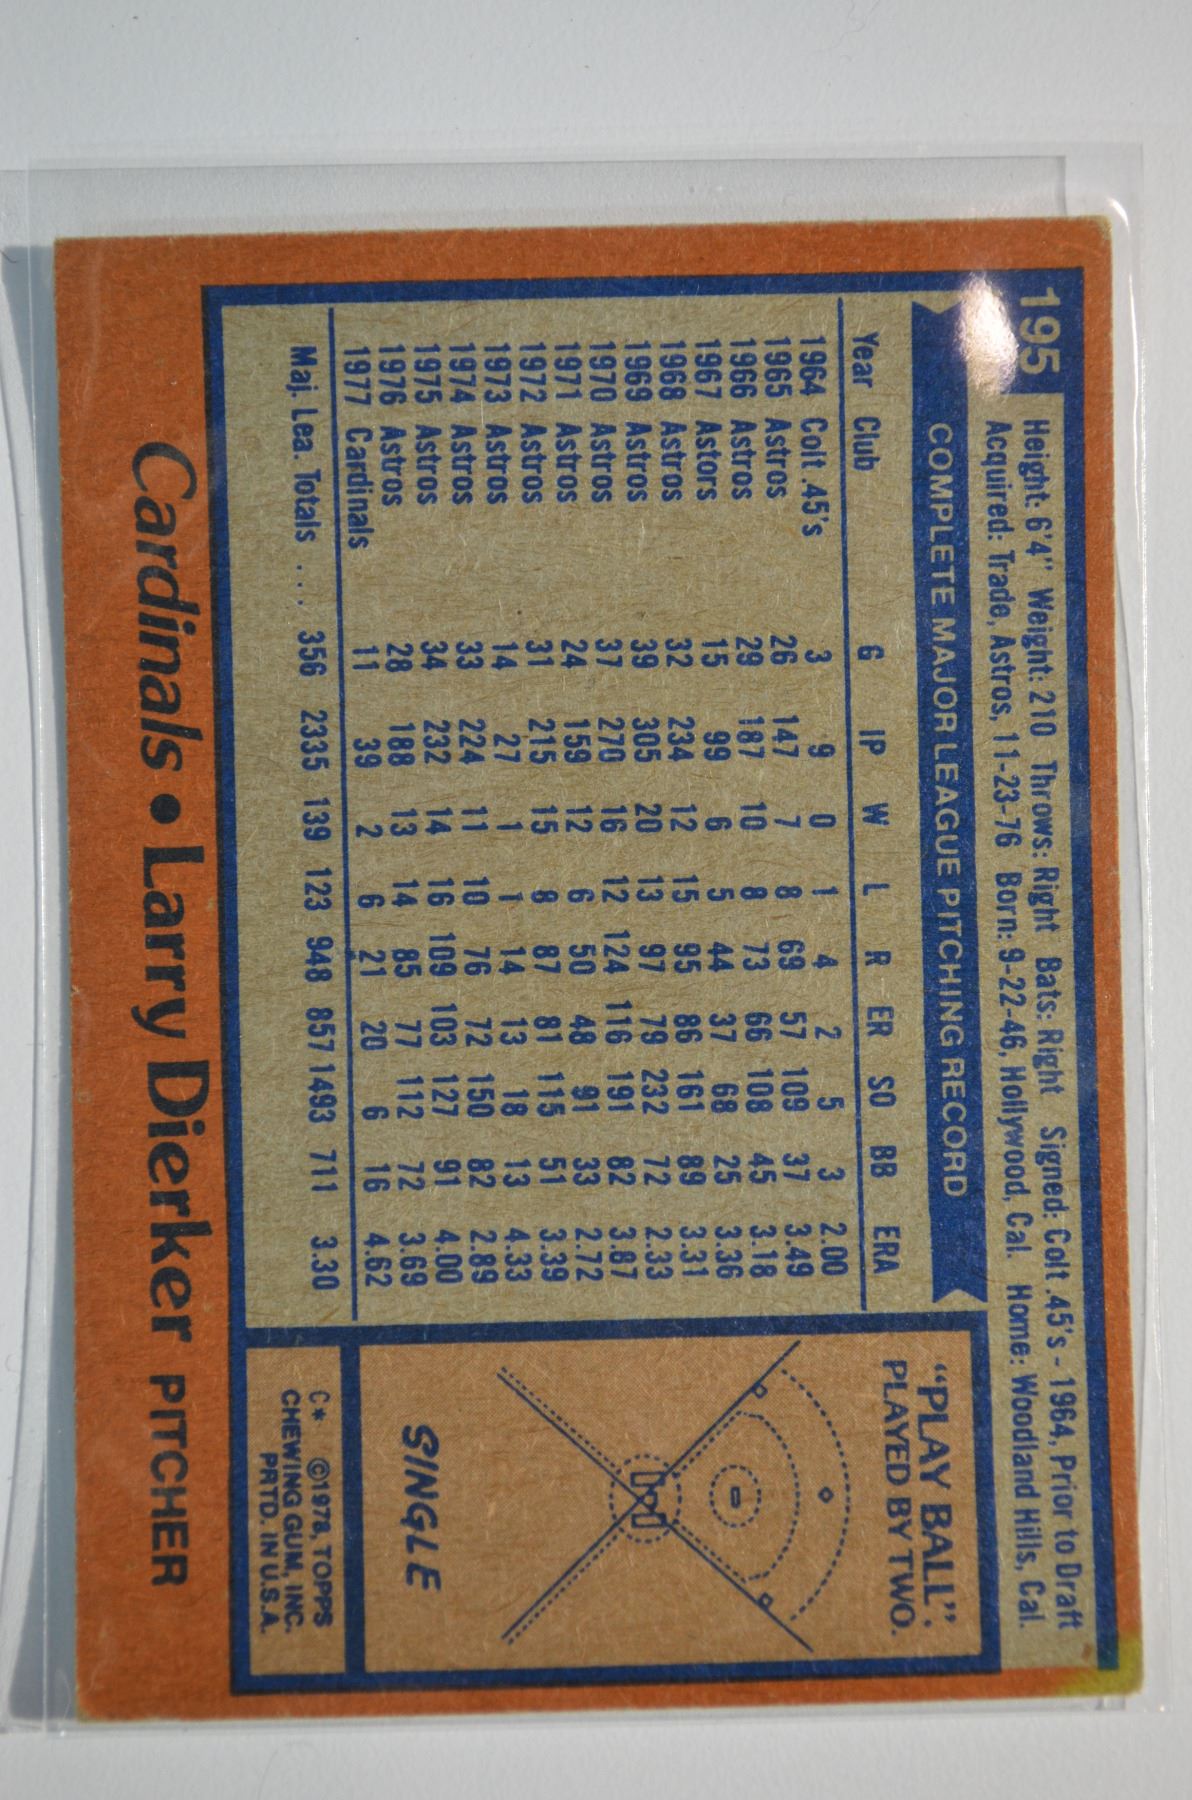 195
Height: 6'4" Weight: 210 Throws: Right Bats: Right Signed: Colt .45's - 1964, Prior to Draft
Acquired: Trade, Astros, 11-23-76 Born: 9-22-46, Hollywood, Cal. Home: Woodland Hills, Cal.
COMPLETE MAJOR LEAGUE PITCHING RECORD
Year Club G IP W L R ER SO BB ERA
1964 Colt .45's 3 9 0 1 4 2 5 3 2.00
1965 Astros 26 147 7 8 69 57 109 37 3.49
1966 Astros 29 187 10 8 73 66 108 45 3.18
1967 Astors 15 99 6 5 44 37 68 25 3.36
1968 Astros 32 234 12 15 95 86 161 89 3.31
1969 Astros 39 305 20 13 97 79 232 72 2.33
1970 Astros 37 270 16 12 124 116 191 82 3.87
1971 Astros 24 159 12 6 50 48 91 33 2.72
1972 Astros 31 215 15 8 87 81 115 51 3.39
1973 Astros 14 27 1 1 14 13 18 13 4.33
1974 Astros 33 224 11 10 76 72 150 82 2.89
1975 Astros 34 232 14 16 109 103 127 91 4.00
1976 Astros 28 188 13 14 85 77 112 72 3.69
1977 Cardinals 11 39 2 6 21 20 6 16 4.62
Maj. Lea. Totals . . . 356 2335 139 123 948 857 1493 711 3.30
"PLAY BALL":
PLAYED BY TWO.
SINGLE
C* ©1978, TOPPS
CHEWING GUM, INC.
PRTD. IN U.S.A.
Cardinals • Larry Dierker PITCHER